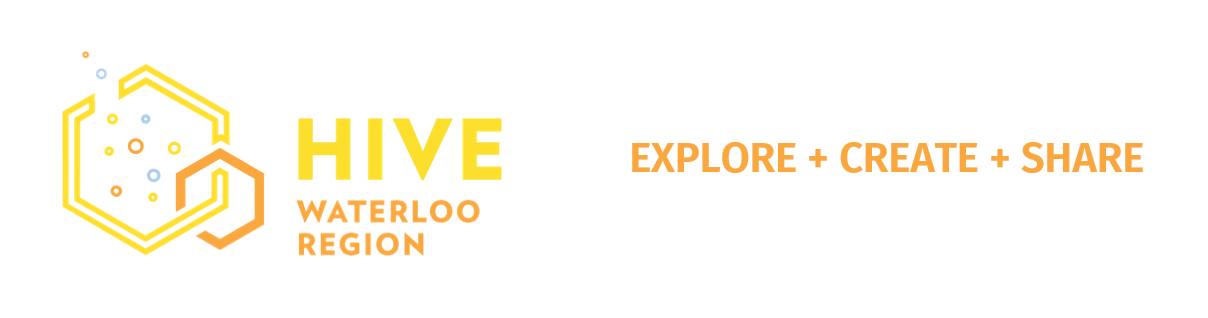 HIVE
WATERLOO
REGION
EXPLORE + CREATE + SHARE